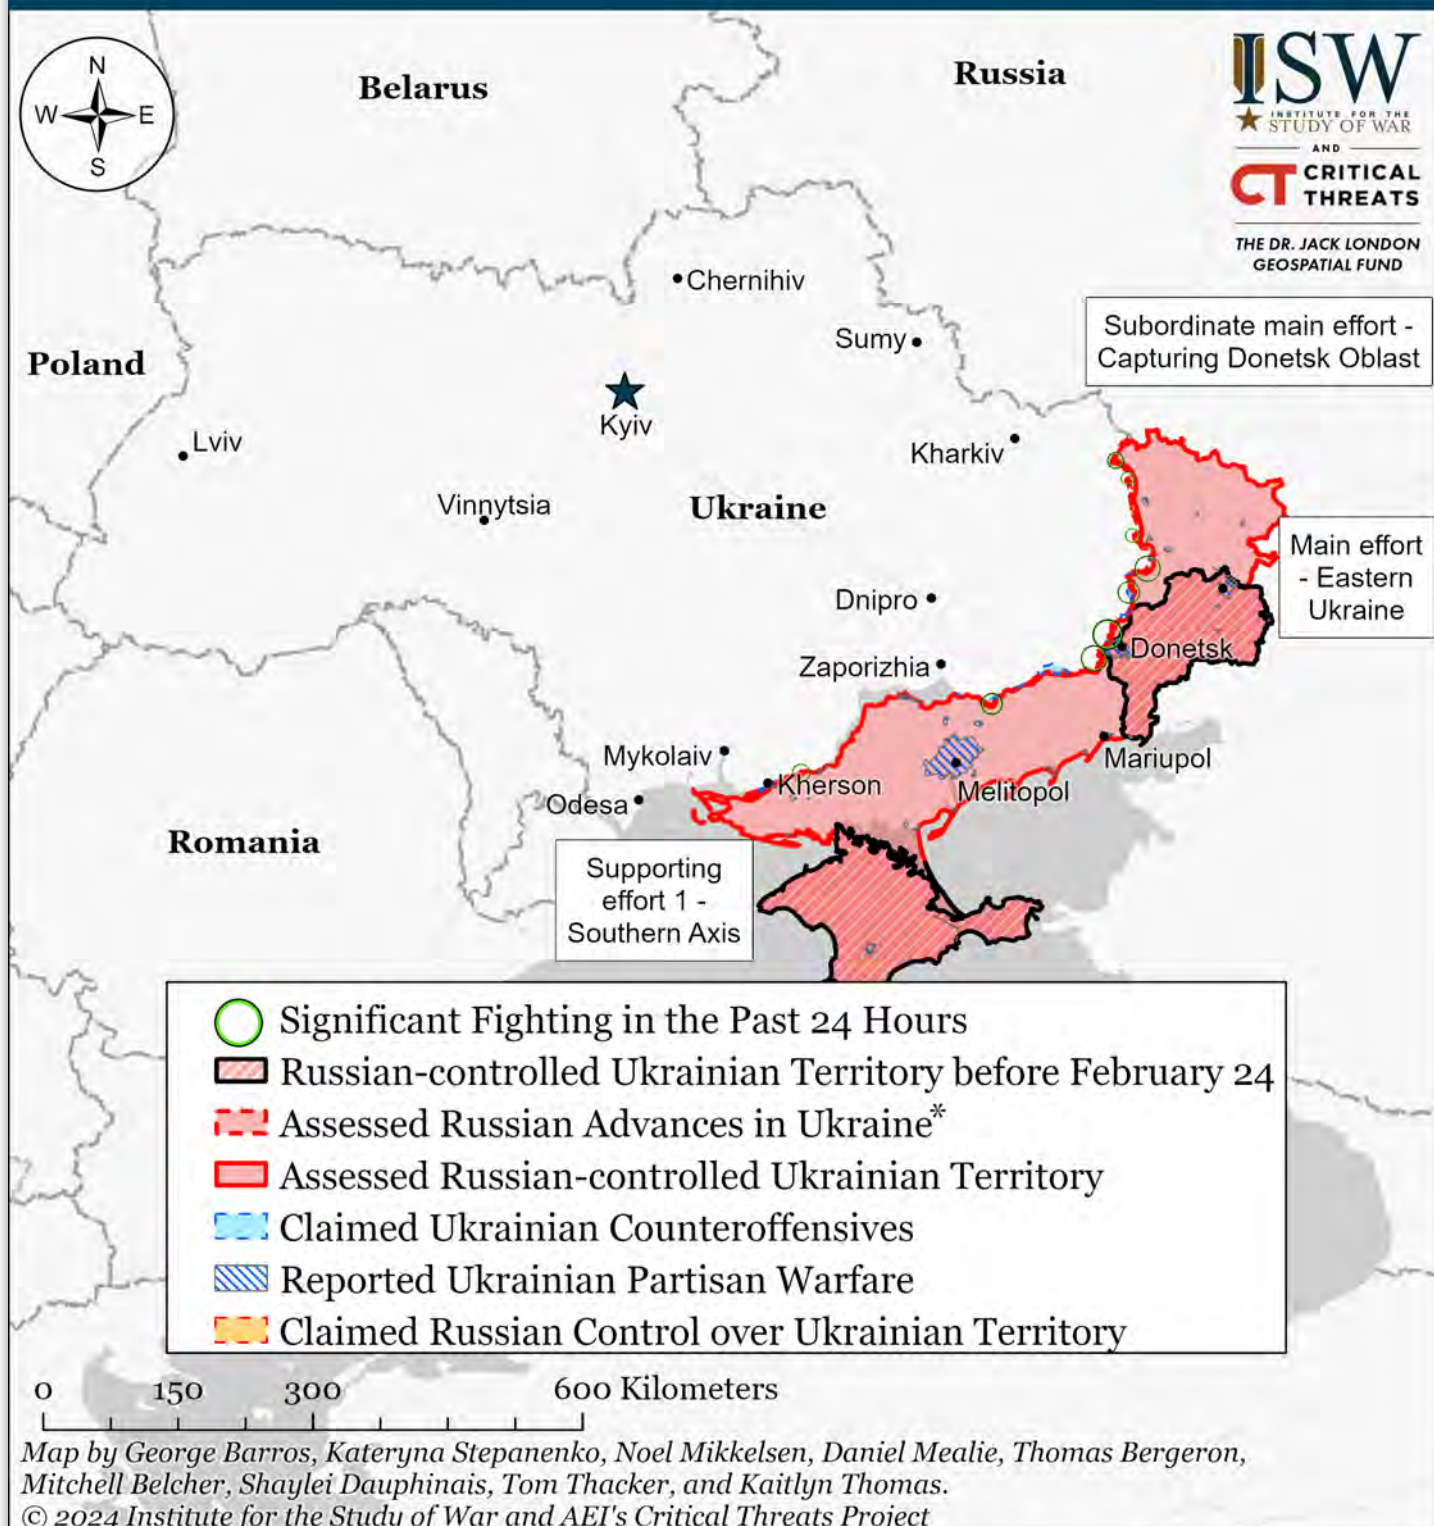 N
W
E
S
Belarus
Russia
ISW
INSTITUTE FOR THE
STUDY OF WAR
AND
CT CRITICAL
THREATS
THE DR. JACK LONDON
GEOSPATIAL FUND
Chernihiv
Sumy
Subordinate main effort -
Capturing Donetsk Oblast
Poland
Kyiv
Lviv
Kharkiv
Vinnytsia
Ukraine
Main effort
- Eastern
Ukraine
Dnipro
Donetsk
Zaporizhia
Mykolaiv
Mariupol
Kherson
Melitopol
Odesa
Romania
Supporting
effort 1 -
Southern Axis
Significant Fighting in the Past 24 Hours
Russian-controlled Ukrainian Territory before February 24
Assessed Russian Advances in Ukraine*
Assessed Russian-controlled Ukrainian Territory
Claimed Ukrainian Counteroffensives
Reported Ukrainian Partisan Warfare
Claimed Russian Control over Ukrainian Territory
0 150 300 600 Kilometers
Map by George Barros, Kateryna Stepanenko, Noel Mikkelsen, Daniel Mealie, Thomas Bergeron,
Mitchell Belcher, Shaylei Dauphinais, Tom Thacker, and Kaitlyn Thomas.
© 2024 Institute for the Study of War and AEI's Critical Threats Project